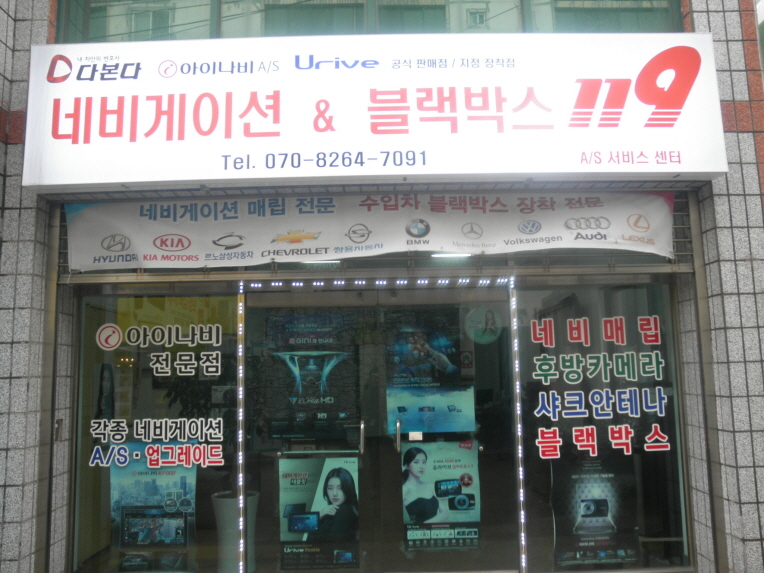 내 차안의 변호사
다본다 아이나비 A/S Urive 공식 판매점 / 지정 장착점
네비게이션 & 블랙박스 119
Tel. 070-8264-7091 A/S 서비스 센터
네비게이션 매립 전문 수입차 블랙박스 장착 전문
HYUNDAI KIA MOTORS 르노삼성자동차 CHEVROLET 쌍용자동차 BMW Mercedes-Benz Volkswagen Audi LEXUS
아이나비
전문점
각종 네비게이션
A/S · 업그레이드
네비매립
후방카메라
샤크안테나
블랙박스
Urive